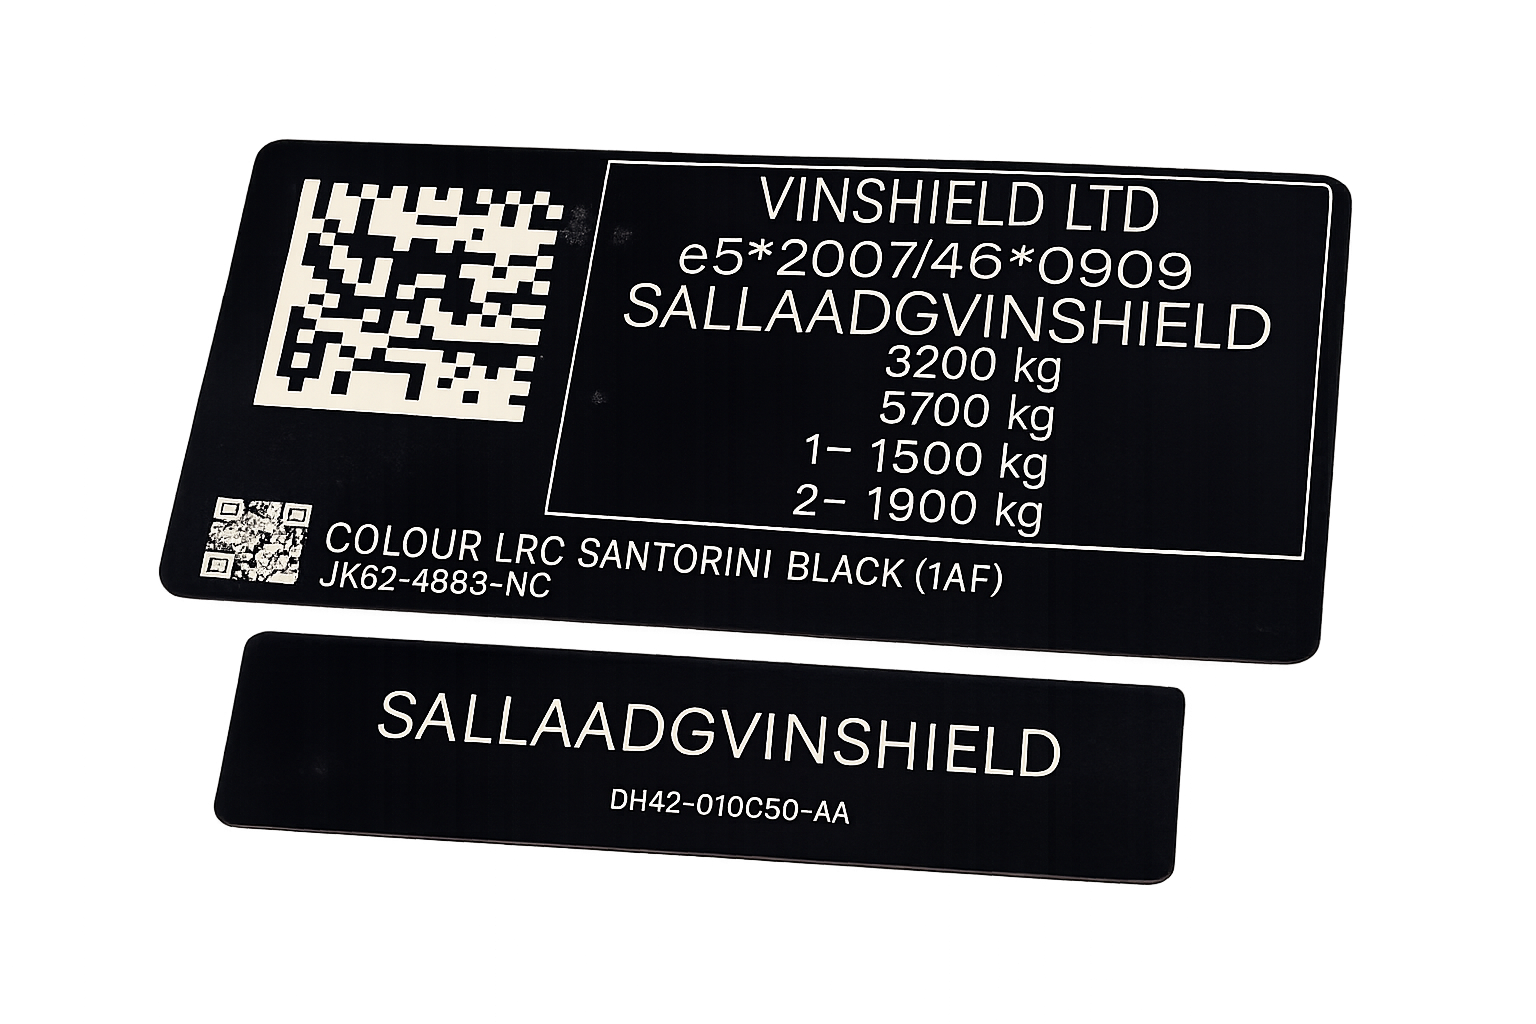 VINSHIELD LTD
e5*2007/46*0909
SALLAADGVINSHIELD
3200 kg
5700 kg
1- 1500 kg
2- 1900 kg
COLOUR LRC SANTORINI BLACK (1AF)
JK62-4883-NC
SALLAADGVINSHIELD
DH42-010C50-AA